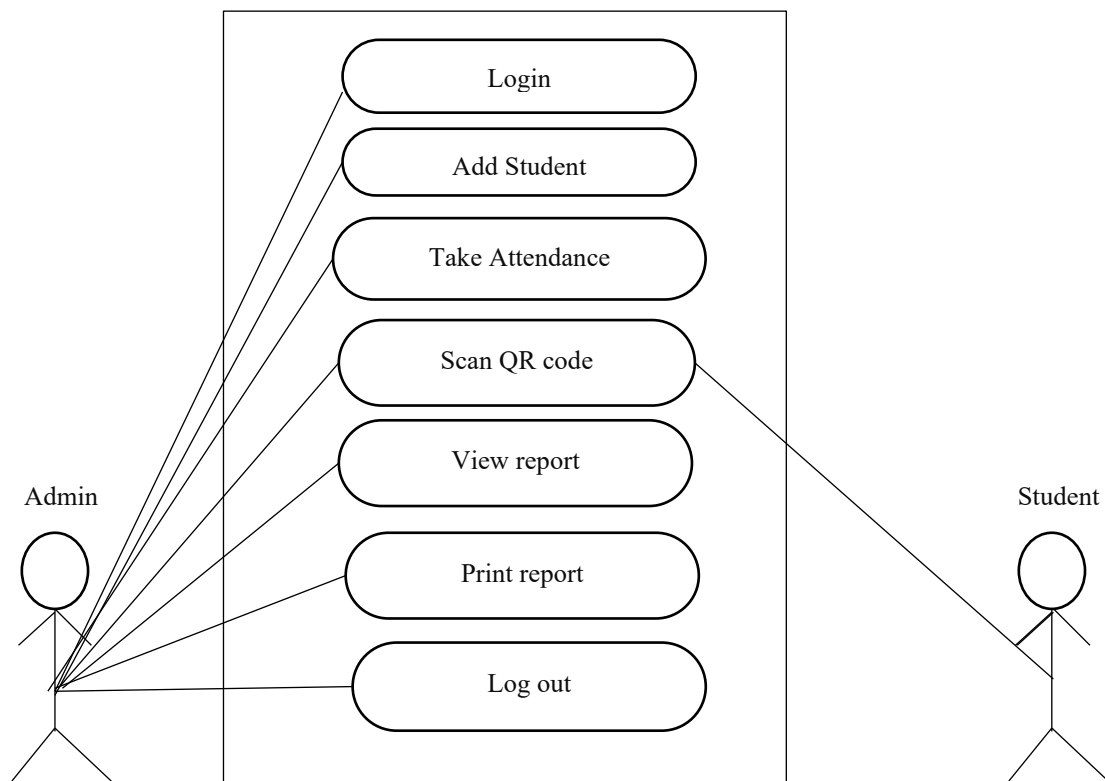 Login
Add Student
Take Attendance
Scan QR code
View report
Admin
Student
Print report
Log out